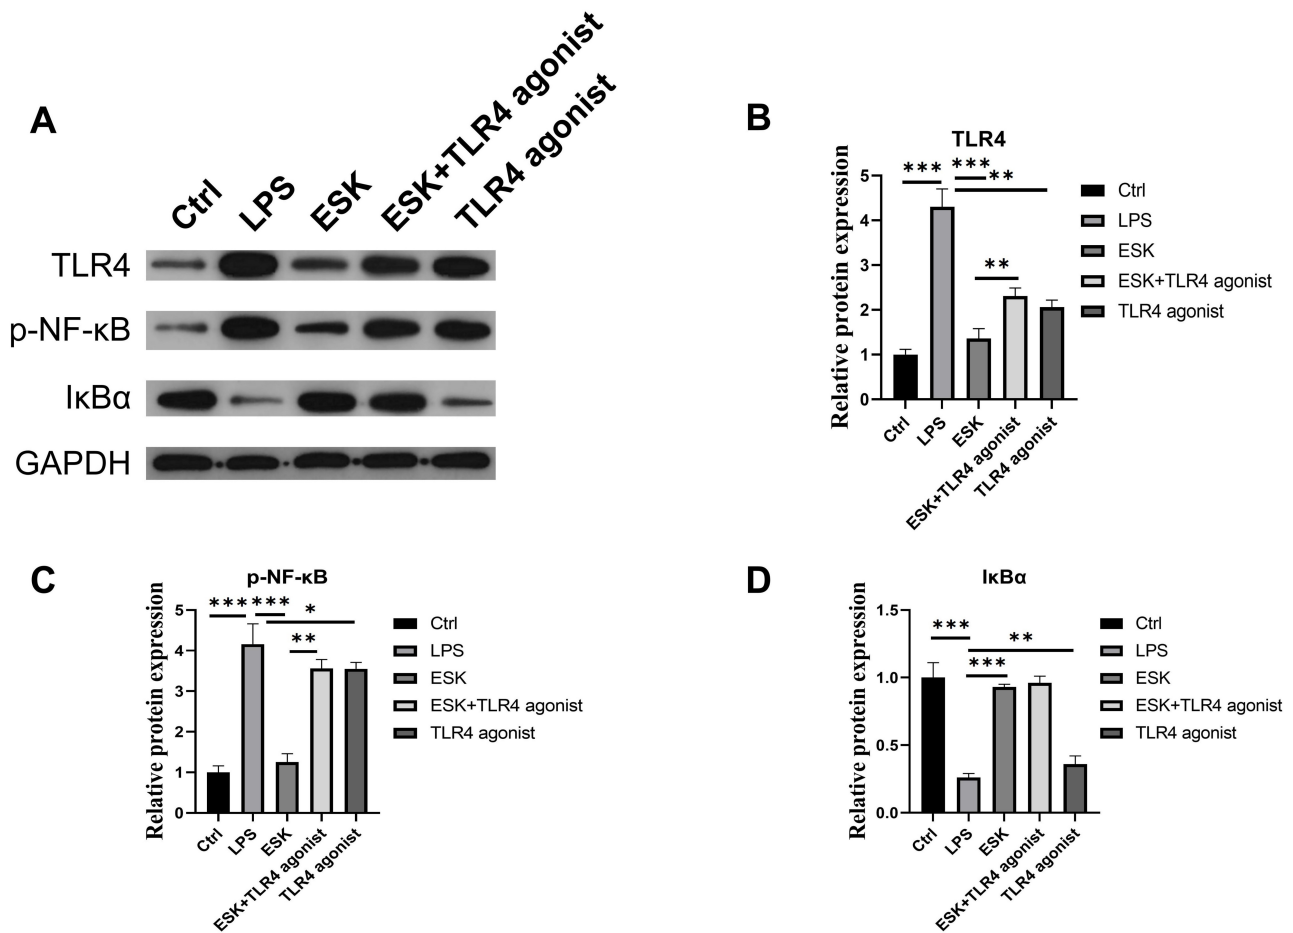 A
Ctrl
LPS
ESK
ESK+TLR4 agonist
TLR4 agonist
TLR4
p-NF-κB
IκBα
GAPDH
B
TLR4
Relative protein expression
5
4
3
2
1
0
***
***
**
**
Ctrl
LPS
ESK
ESK+TLR4 agonist
TLR4 agonist
Ctrl
LPS
ESK
ESK+TLR4 agonist
TLR4 agonist
C
p-NF-κB
Relative protein expression
5
4
3
2
1
0
***
***
*
**
Ctrl
LPS
ESK
ESK+TLR4 agonist
TLR4 agonist
Ctrl
LPS
ESK
ESK+TLR4 agonist
TLR4 agonist
D
IκBα
Relative protein expression
1.5
1.0
0.5
0.0
***
**
***
Ctrl
LPS
ESK
ESK+TLR4 agonist
TLR4 agonist
Ctrl
LPS
ESK
ESK+TLR4 agonist
TLR4 agonist